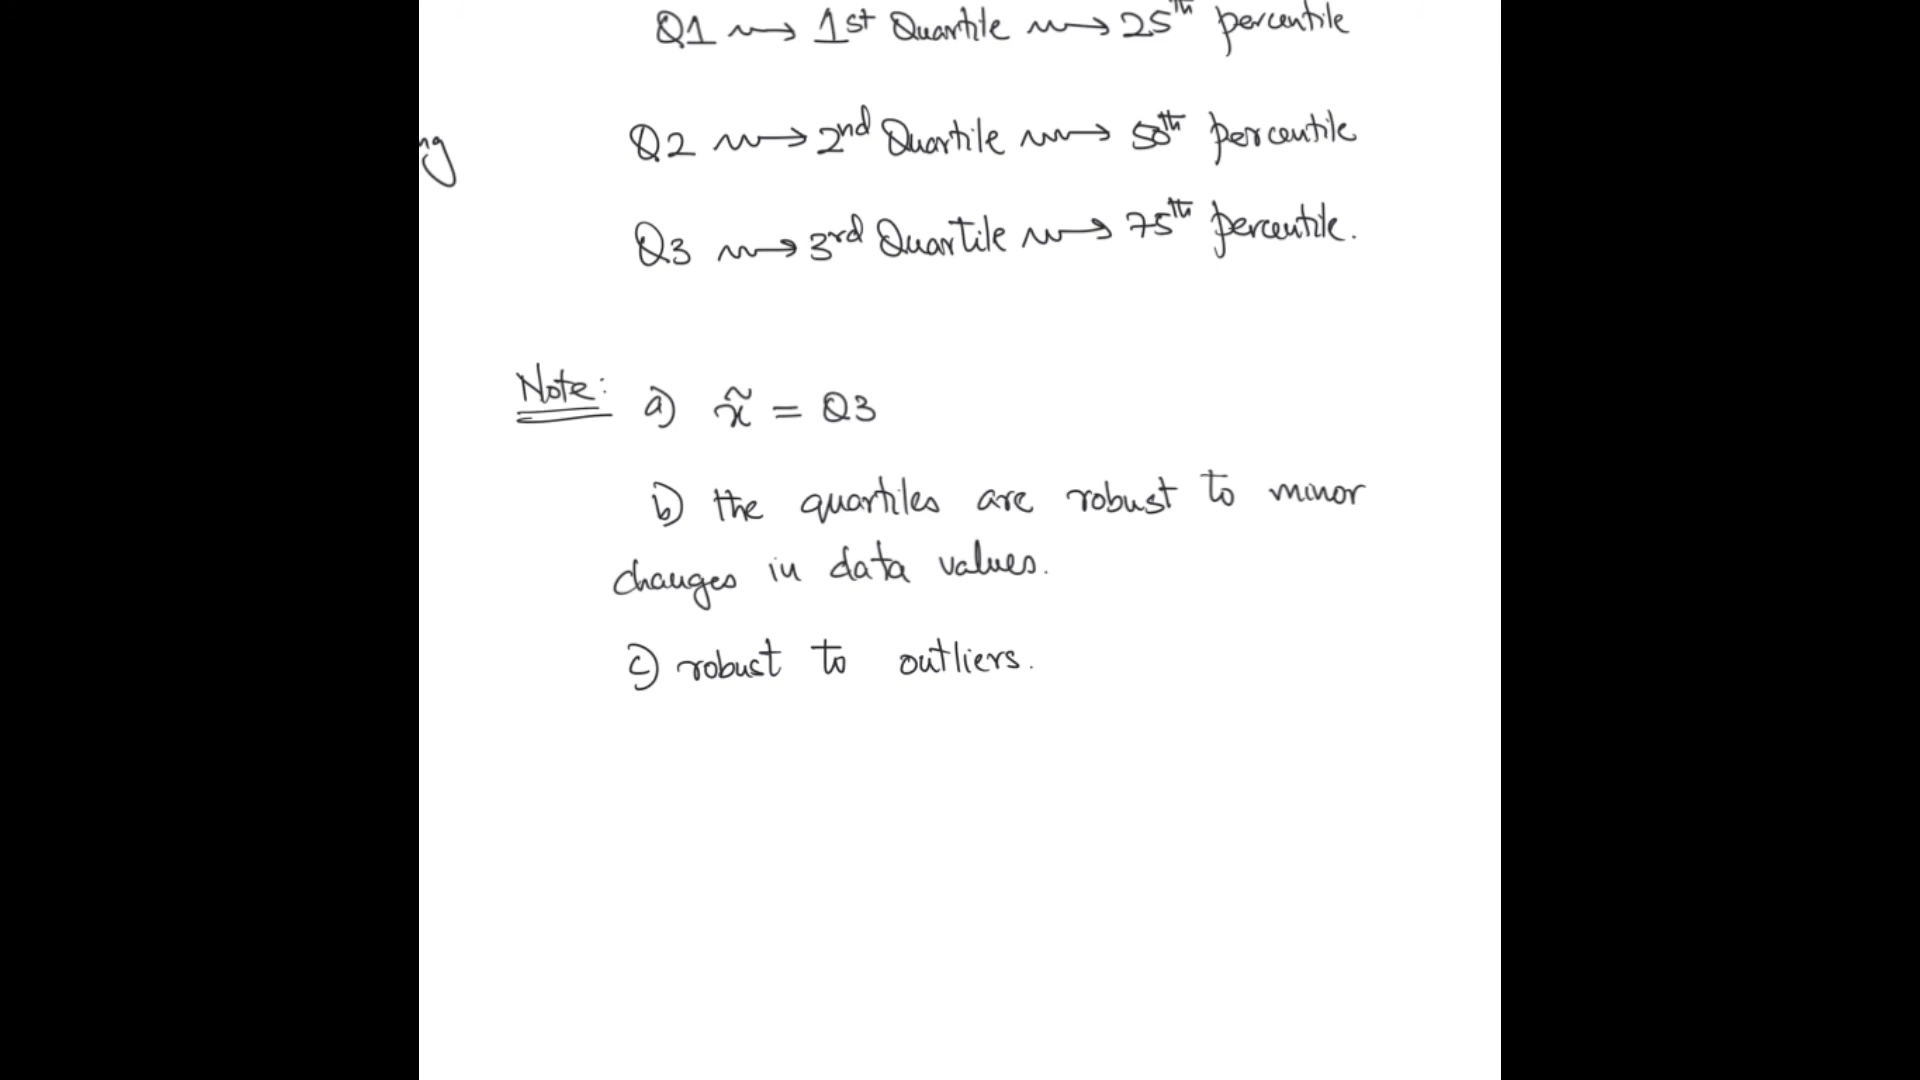 Q1 → 1st Quartile → 25th percentile
ng
Q2 → 2nd Quartile → 50th percentile
Q3 → 3rd Quartile → 75th percentile.
Note: a) x̃ = Q3
b) the quartiles are robust to minor
changes in data values.
c) robust to outliers.